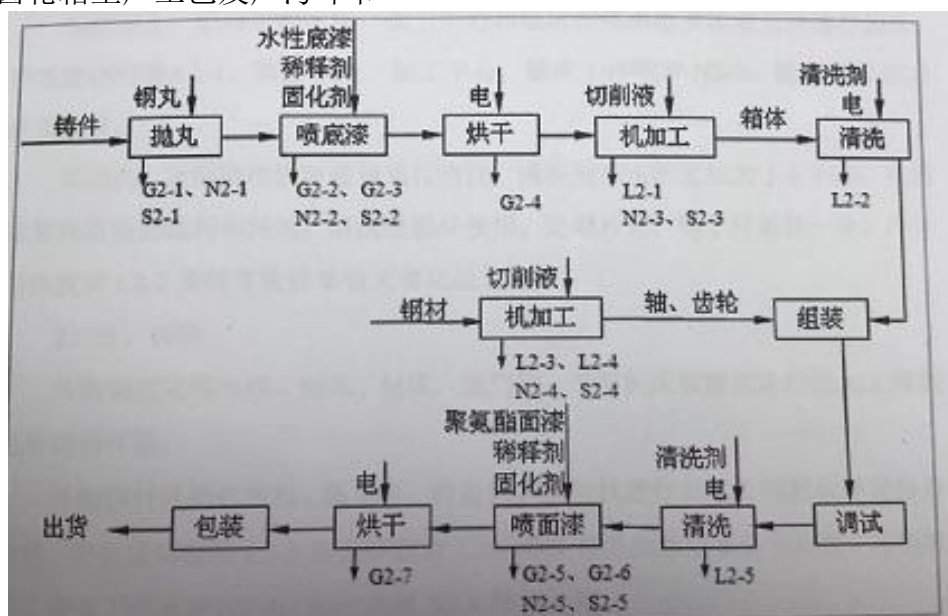 水性底漆
稀释剂
固化剂
钢丸
电
切削液
清洗剂
电
铸件
抛丸
喷底漆
烘干
机加工
箱体
清洗
G2-1、N2-1
S2-1
G2-2、G2-3
N2-2、S2-2
G2-4
L2-1
N2-3、S2-3
L2-2
切削液
钢材
机加工
轴、齿轮
组装
L2-3、L2-4
N2-4、S2-4
聚氨酯面漆
稀释剂
固化剂
清洗剂
电
电
出货
包装
烘干
喷面漆
清洗
调试
G2-7
G2-5、G2-6
N2-5、S2-5
L2-5